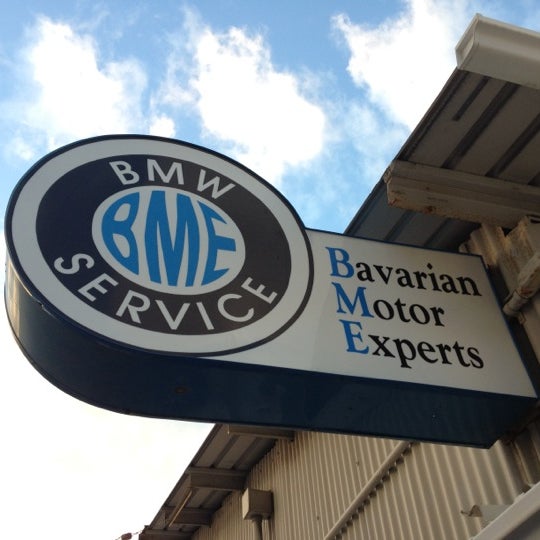 BMW
BME
SERVICE
Bavarian
Motor
Experts